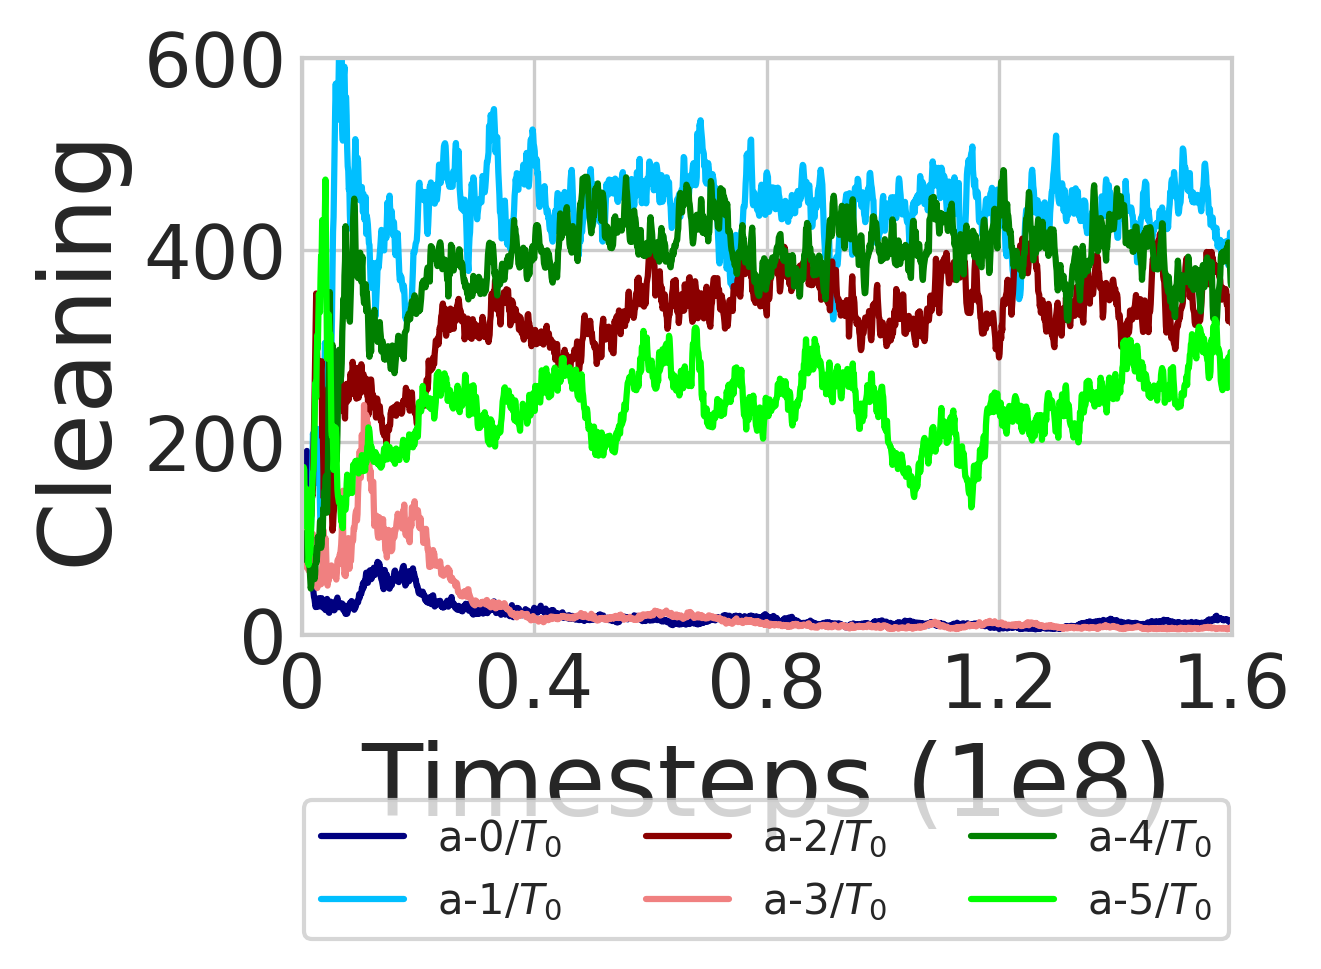 600
400
200
0
Cleaning
0 0.4 0.8 1.2 1.6
Timesteps (1e8)
a-0/T₀ a-2/T₀ a-4/T₀
a-1/T₀ a-3/T₀ a-5/T₀